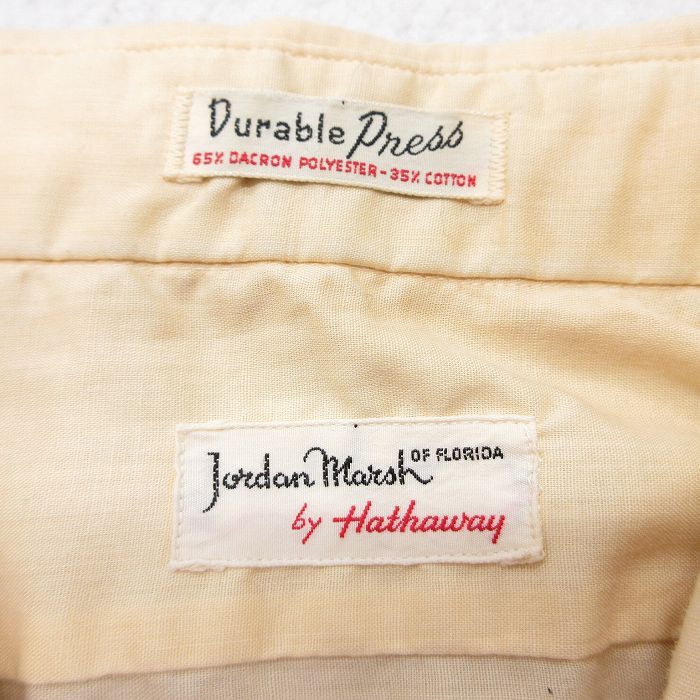 Durable Press
65% DACRON POLYESTER - 35% COTTON
Jordan Marsh OF FLORIDA
by Hathaway